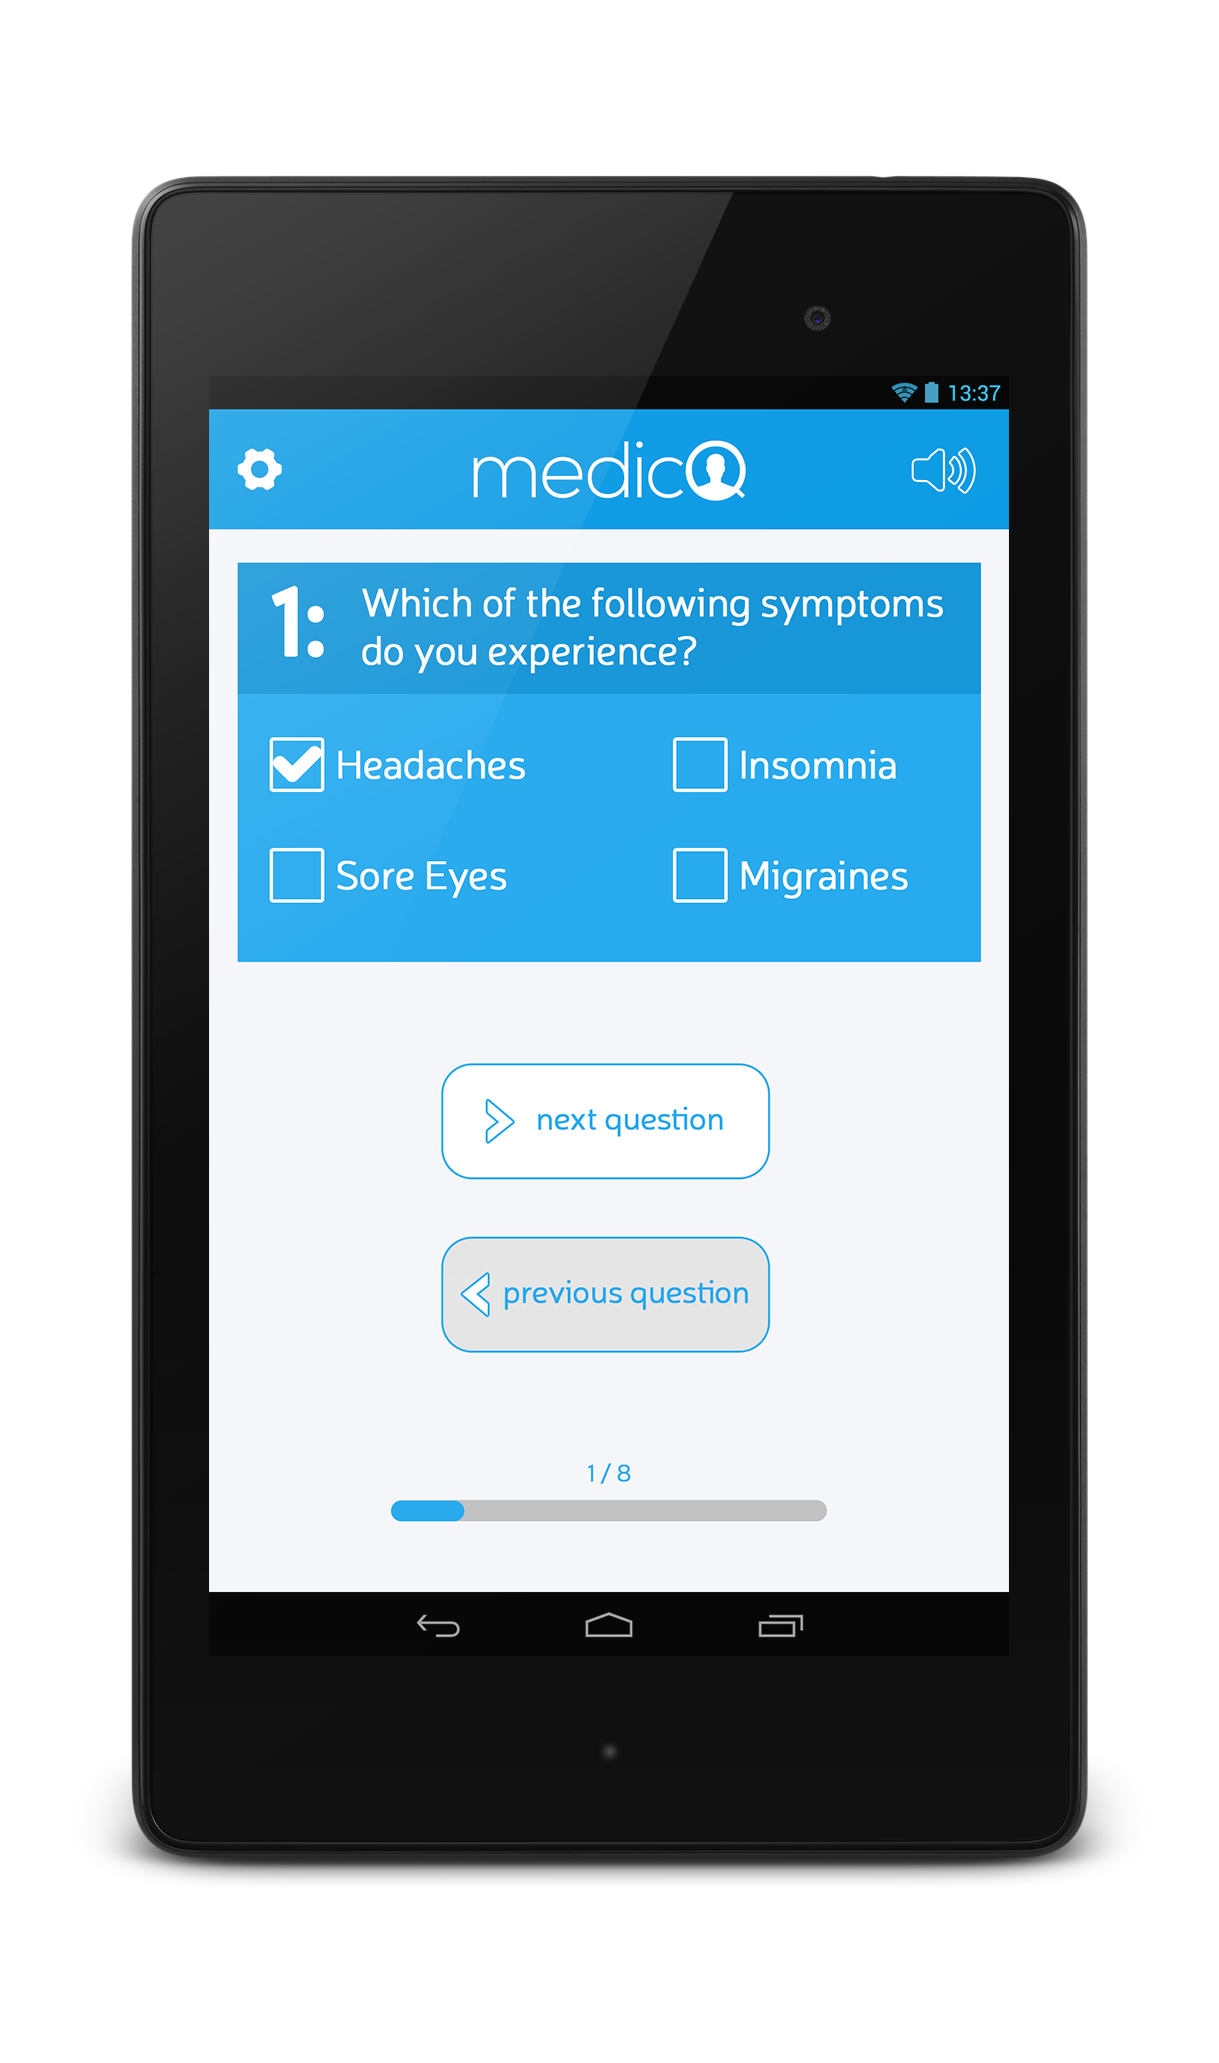 13:37
medicQ
1: Which of the following symptoms
do you experience?
Headaches
Insomnia
Sore Eyes
Migraines
next question
previous question
1 / 8